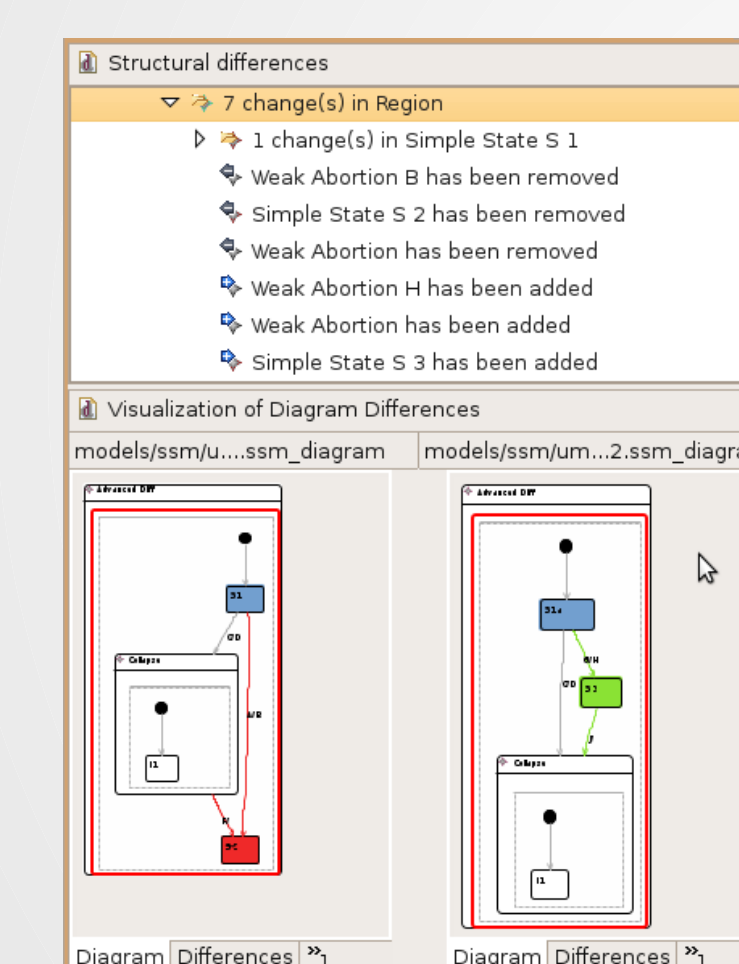 Structural differences
7 change(s) in Region
1 change(s) in Simple State S 1
Weak Abortion B has been removed
Simple State S 2 has been removed
Weak Abortion has been removed
Weak Abortion H has been added
Weak Abortion has been added
Simple State S 3 has been added
Visualization of Diagram Differences
models/ssm/u....ssm_diagram models/ssm/um...2.ssm_diagra
Advanced Diff Advanced Diff
S1 S1a
C/D
Collapse
C/D
Collapse
I1
I1
Diagram Differences »1 Diagram Differences »1